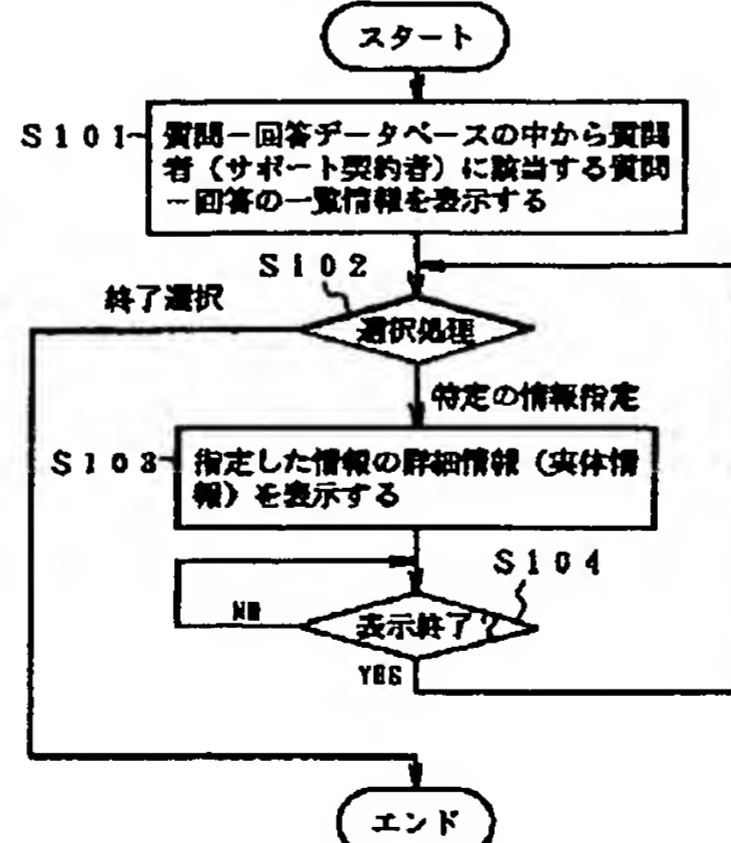 スタート
S101
質問－回答データベースの中から質問
者（サポート契約者）に該当する質問
－回答の一覧情報を表示する
S102
終了選択
選択処理
特定の情報指定
S103
指定した情報の詳細情報（実体情
報）を表示する
S104
NO
表示終了？
YES
エンド